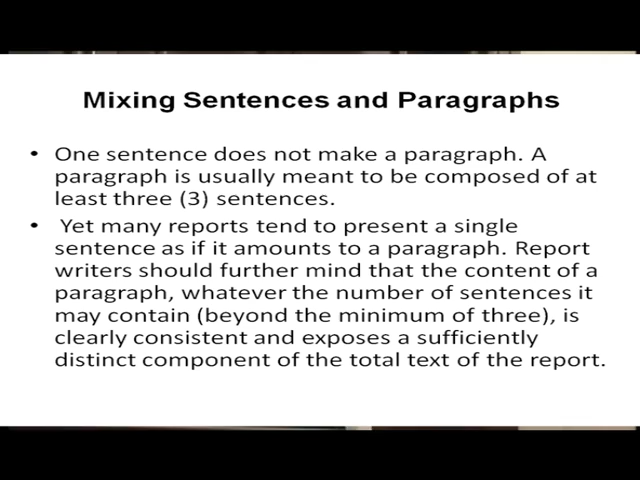 Mixing Sentences and Paragraphs
• One sentence does not make a paragraph. A
paragraph is usually meant to be composed of at
least three (3) sentences.
• Yet many reports tend to present a single
sentence as if it amounts to a paragraph. Report
writers should further mind that the content of a
paragraph, whatever the number of sentences it
may contain (beyond the minimum of three), is
clearly consistent and exposes a sufficiently
distinct component of the total text of the report.